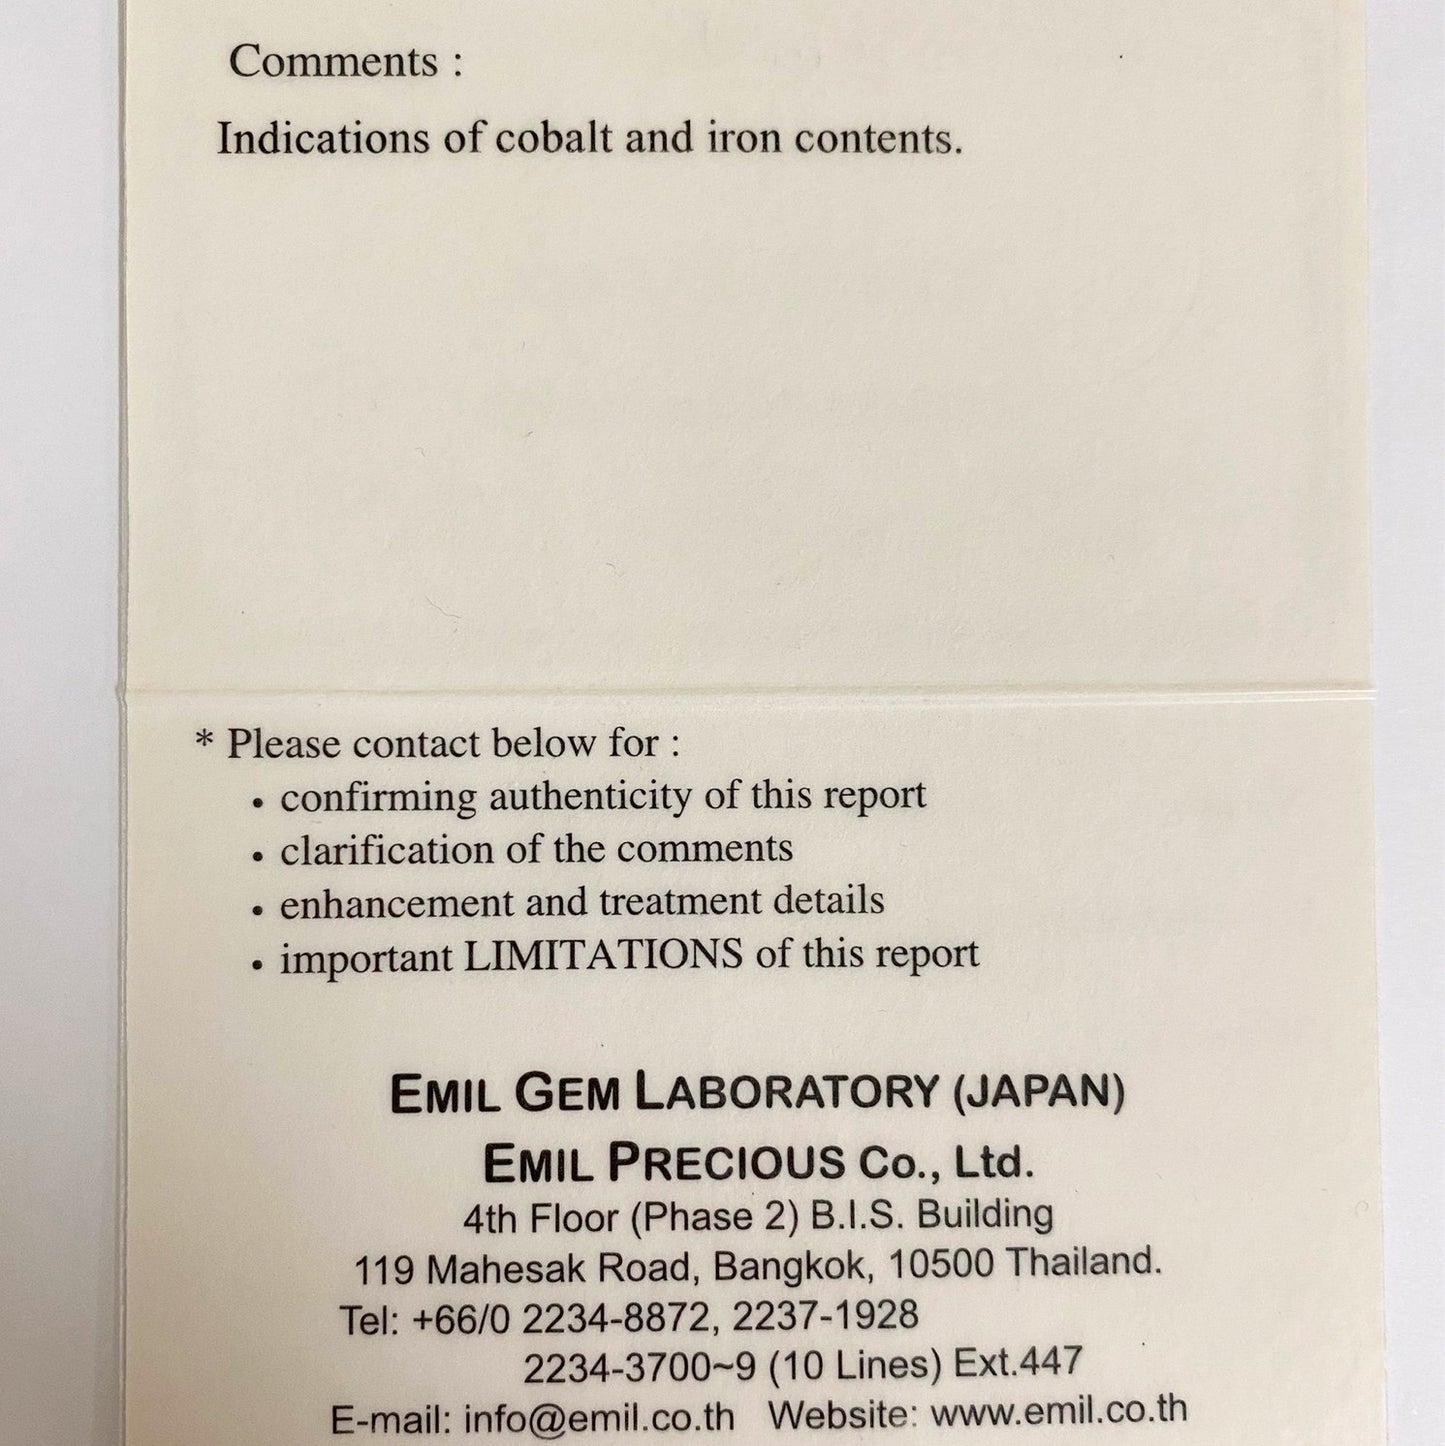 Comments :
Indications of cobalt and iron contents.
* Please contact below for :
• confirming authenticity of this report
• clarification of the comments
• enhancement and treatment details
• important LIMITATIONS of this report
EMIL GEM LABORATORY (JAPAN)
EMIL PRECIOUS Co., Ltd.
4th Floor (Phase 2) B.I.S. Building
119 Mahesak Road, Bangkok, 10500 Thailand.
Tel: +66/0 2234-8872, 2237-1928
2234-3700~9 (10 Lines) Ext.447
E-mail: info@emil.co.th Website: www.emil.co.th